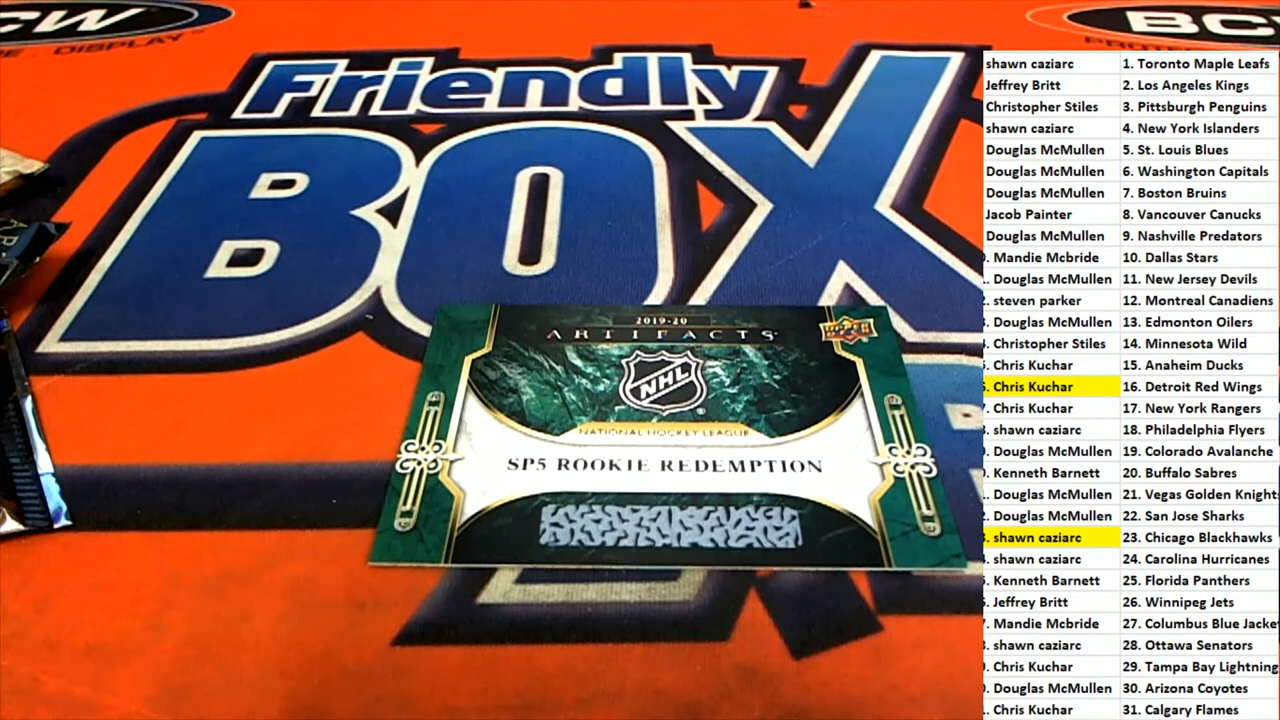 CW
BC
E · DISPLAY
Friendly
BOX
2019-20
ARTIFACTS
UPPER DECK
NHL
NATIONAL HOCKEY LEAGUE
SP5 ROOKIE REDEMPTION
shawn caziarc 1. Toronto Maple Leafs
Jeffrey Britt 2. Los Angeles Kings
Christopher Stiles 3. Pittsburgh Penguins
shawn caziarc 4. New York Islanders
Douglas McMullen 5. St. Louis Blues
Douglas McMullen 6. Washington Capitals
Douglas McMullen 7. Boston Bruins
Jacob Painter 8. Vancouver Canucks
Douglas McMullen 9. Nashville Predators
. Mandie Mcbride 10. Dallas Stars
. Douglas McMullen 11. New Jersey Devils
. steven parker 12. Montreal Canadiens
. Douglas McMullen 13. Edmonton Oilers
. Christopher Stiles 14. Minnesota Wild
. Chris Kuchar 15. Anaheim Ducks
. Chris Kuchar 16. Detroit Red Wings
. Chris Kuchar 17. New York Rangers
. shawn caziarc 18. Philadelphia Flyers
. Douglas McMullen 19. Colorado Avalanche
. Kenneth Barnett 20. Buffalo Sabres
. Douglas McMullen 21. Vegas Golden Knight
. Douglas McMullen 22. San Jose Sharks
. shawn caziarc 23. Chicago Blackhawks
. shawn caziarc 24. Carolina Hurricanes
. Kenneth Barnett 25. Florida Panthers
. Jeffrey Britt 26. Winnipeg Jets
. Mandie Mcbride 27. Columbus Blue Jacke
. shawn caziarc 28. Ottawa Senators
. Chris Kuchar 29. Tampa Bay Lightning
. Douglas McMullen 30. Arizona Coyotes
. Chris Kuchar 31. Calgary Flames